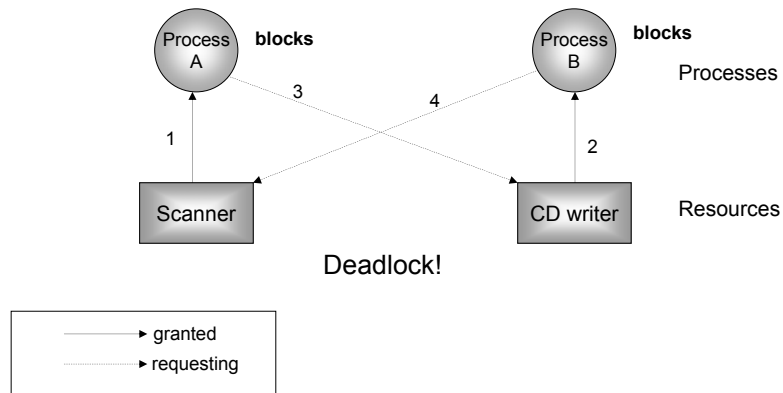 Process
A
blocks
Process
B
blocks
Processes
3
4
1
2
Scanner
CD writer
Resources
Deadlock!
granted
requesting